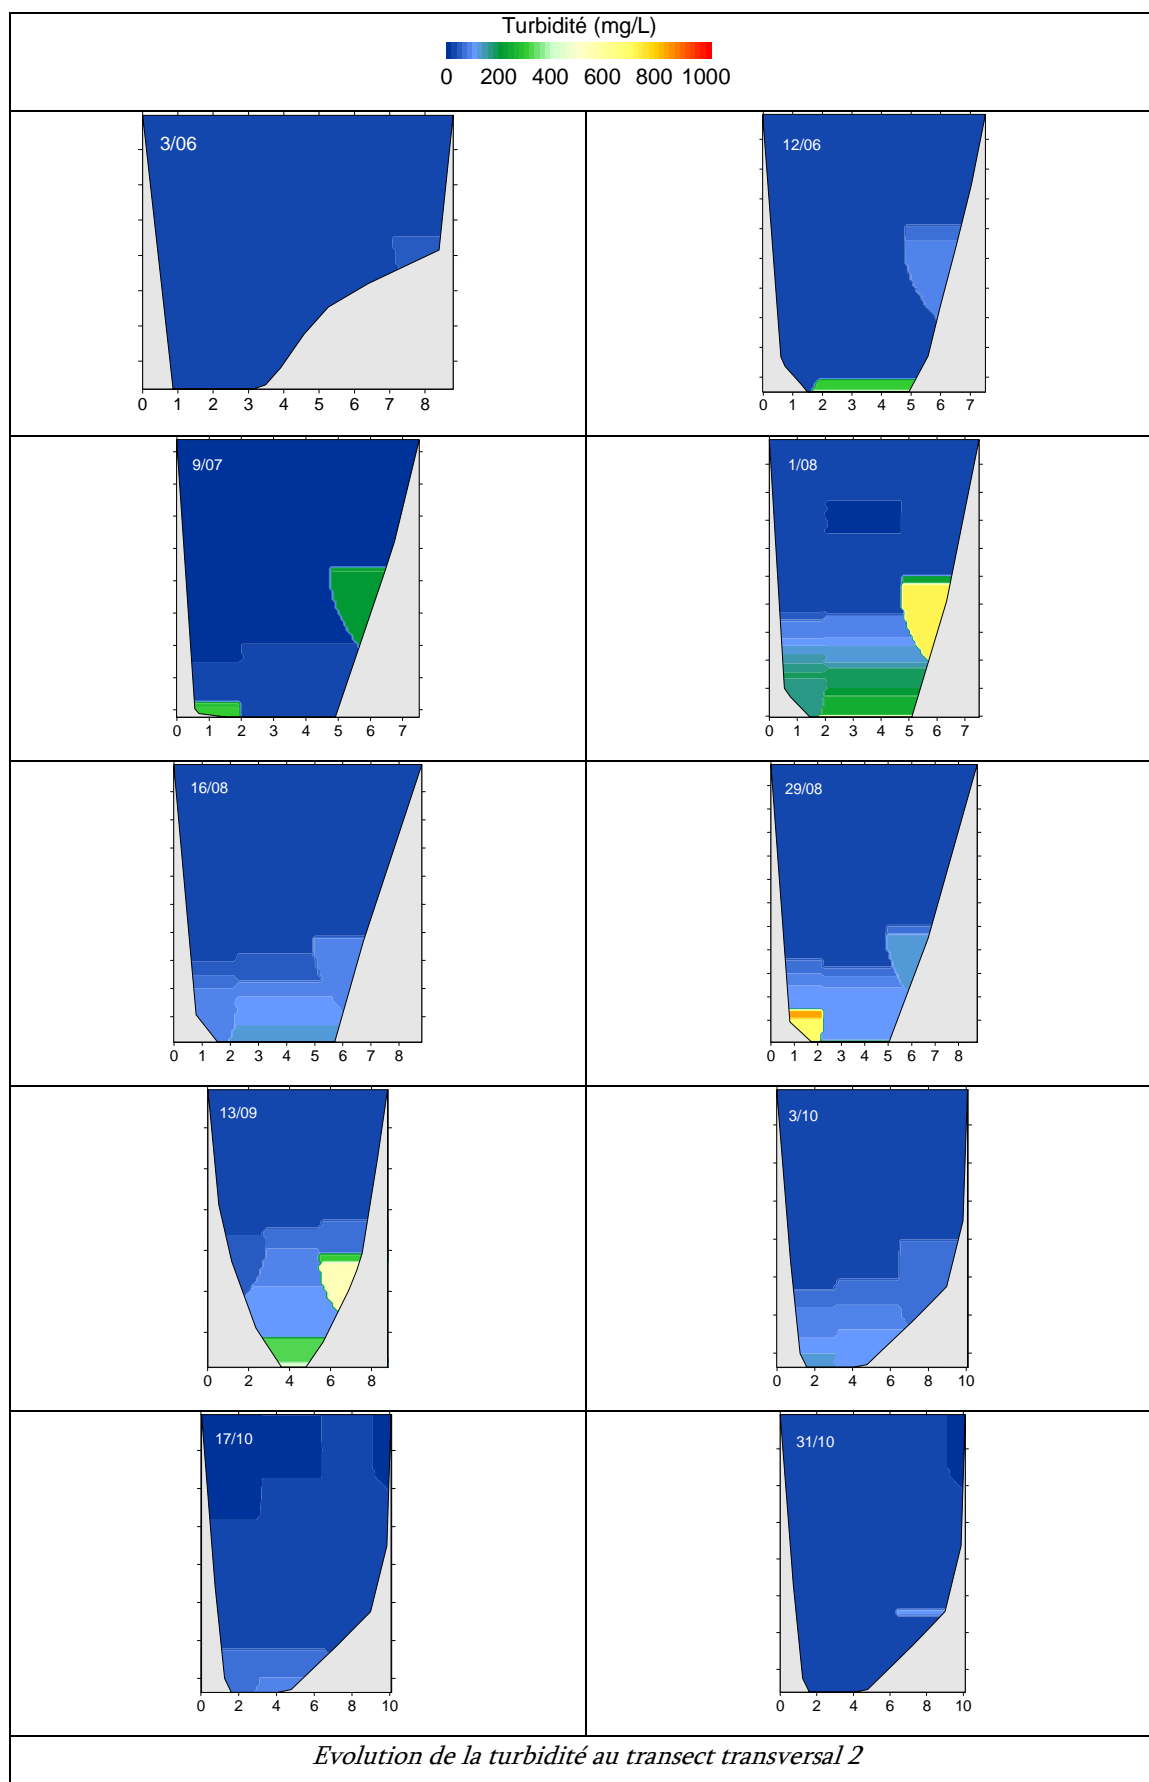 Turbidité (mg/L)
0 200 400 600 800 1000
3/06
0 1 2 3 4 5 6 7 8
12/06
0 1 2 3 4 5 6 7
9/07
0 1 2 3 4 5 6 7
1/08
0 1 2 3 4 5 6 7
16/08
0 1 2 3 4 5 6 7 8
29/08
0 1 2 3 4 5 6 7 8
13/09
0 2 4 6 8
3/10
0 2 4 6 8 10
17/10
0 2 4 6 8 10
31/10
0 2 4 6 8 10
Evolution de la turbidité au transect transversal 2